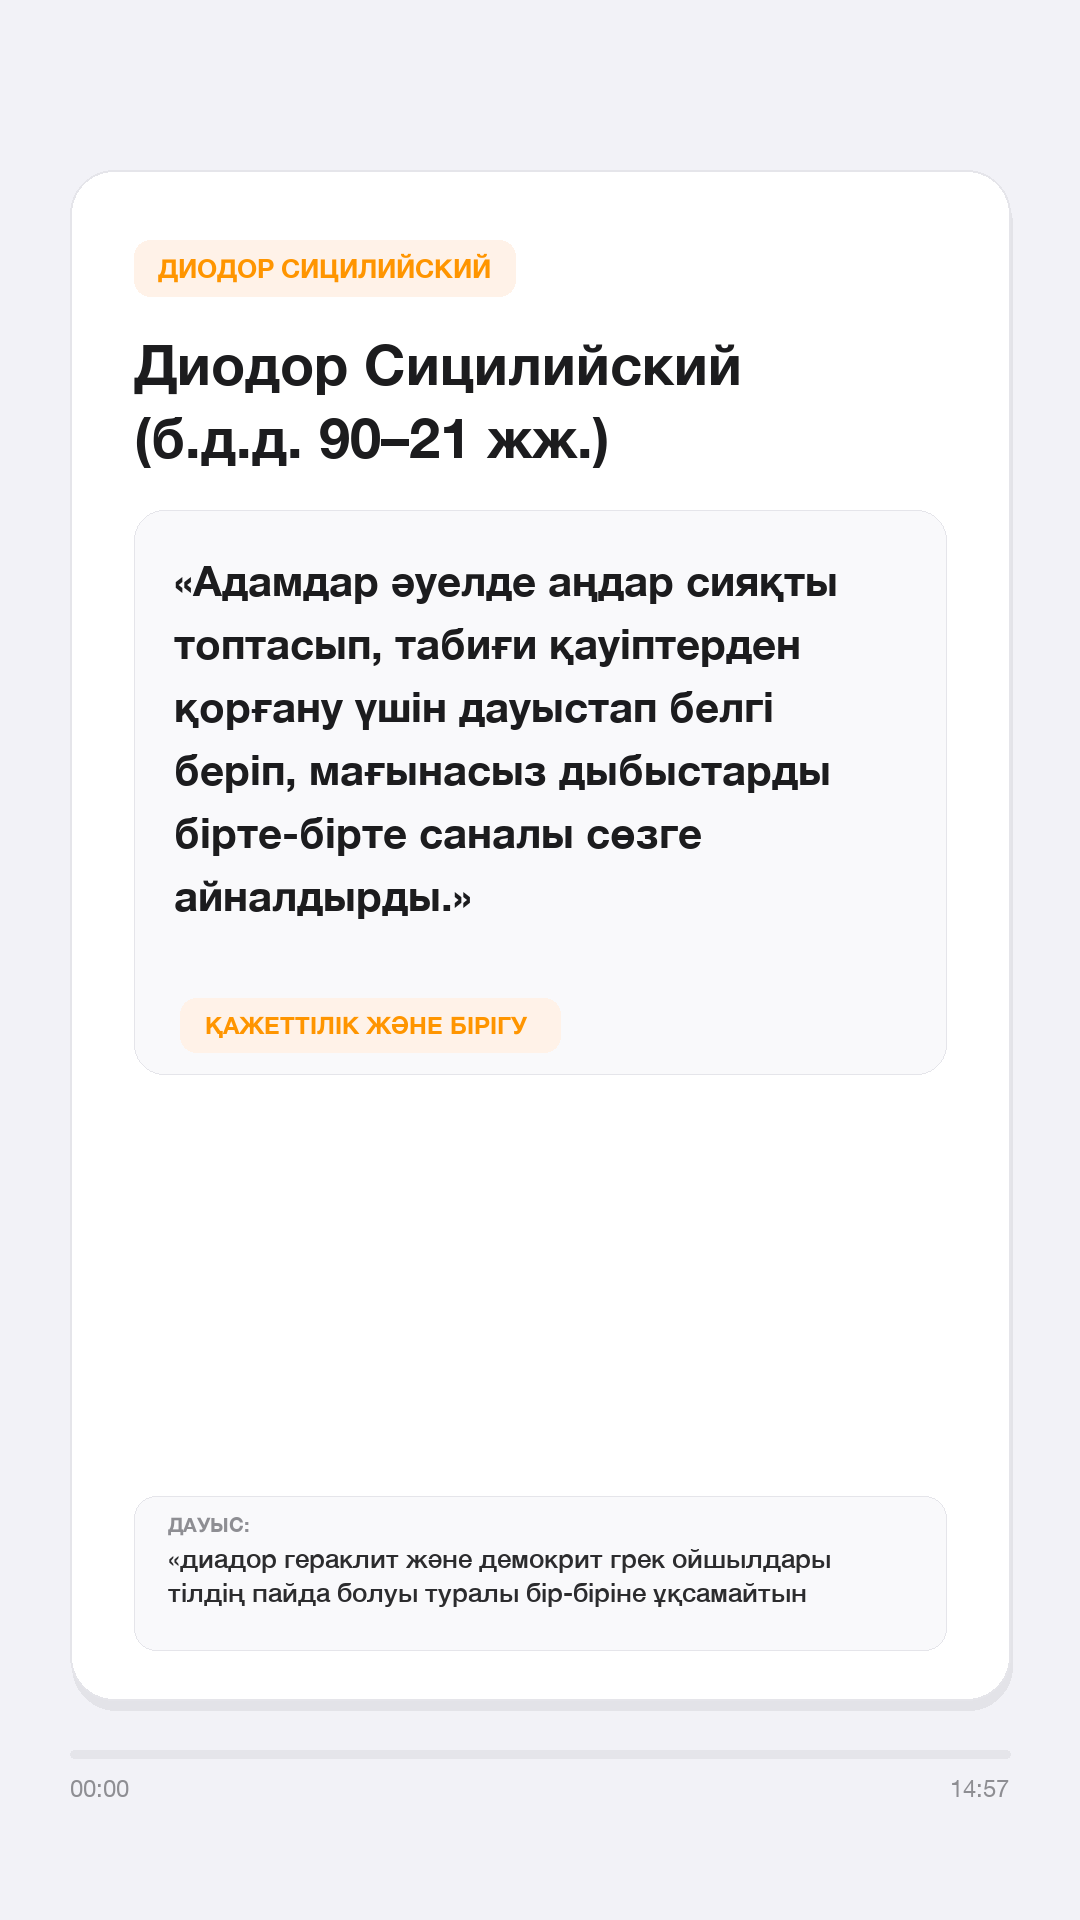 ДИОДОР СИЦИЛИЙСКИЙ
Диодор Сицилийский
(б.д.д. 90–21 жж.)
«Адамдар әуелде аңдар сияқты
топтасып, табиғи қауіптерден
қорғану үшін дауыстап белгі
беріп, мағынасыз дыбыстарды
бірте-бірте саналы сөзге
айналдырды.»
ҚАЖЕТТІЛІК ЖӘНЕ БІРІГУ
ДАУЫС:
«диадор гераклит және демокрит грек ойшылдары
тілдің пайда болуы туралы бір-біріне ұқсамайтын
00:00
14:57